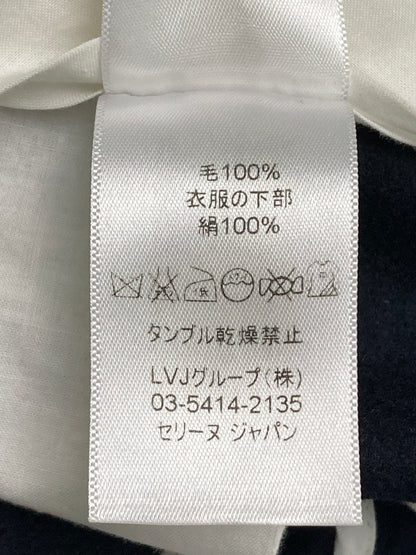 毛100%
衣服の下部
絹100%
タンブル乾燥禁止
LVJグループ(株)
03-5414-2135
セリーヌ ジャパン